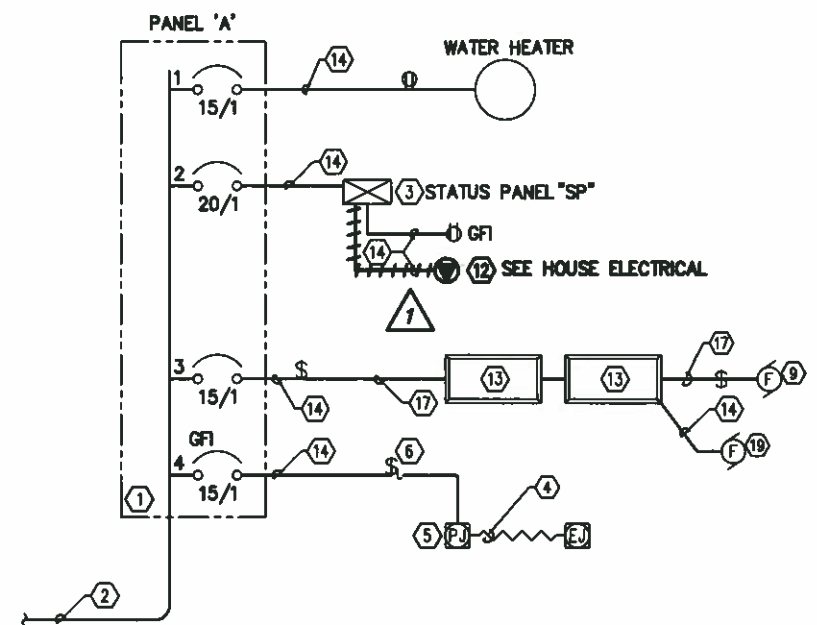 PANEL 'A'
WATER HEATER
1
14
15/1
2
14
20/1
3 STATUS PANEL "SP"
GFI
14
12 SEE HOUSE ELECTRICAL
1
3
$
15/1
14
17
13
13
17
$
F 9
14
F 19
GFI
4
14
$ 6
15/1
1
4
5 PJ
EJ
2